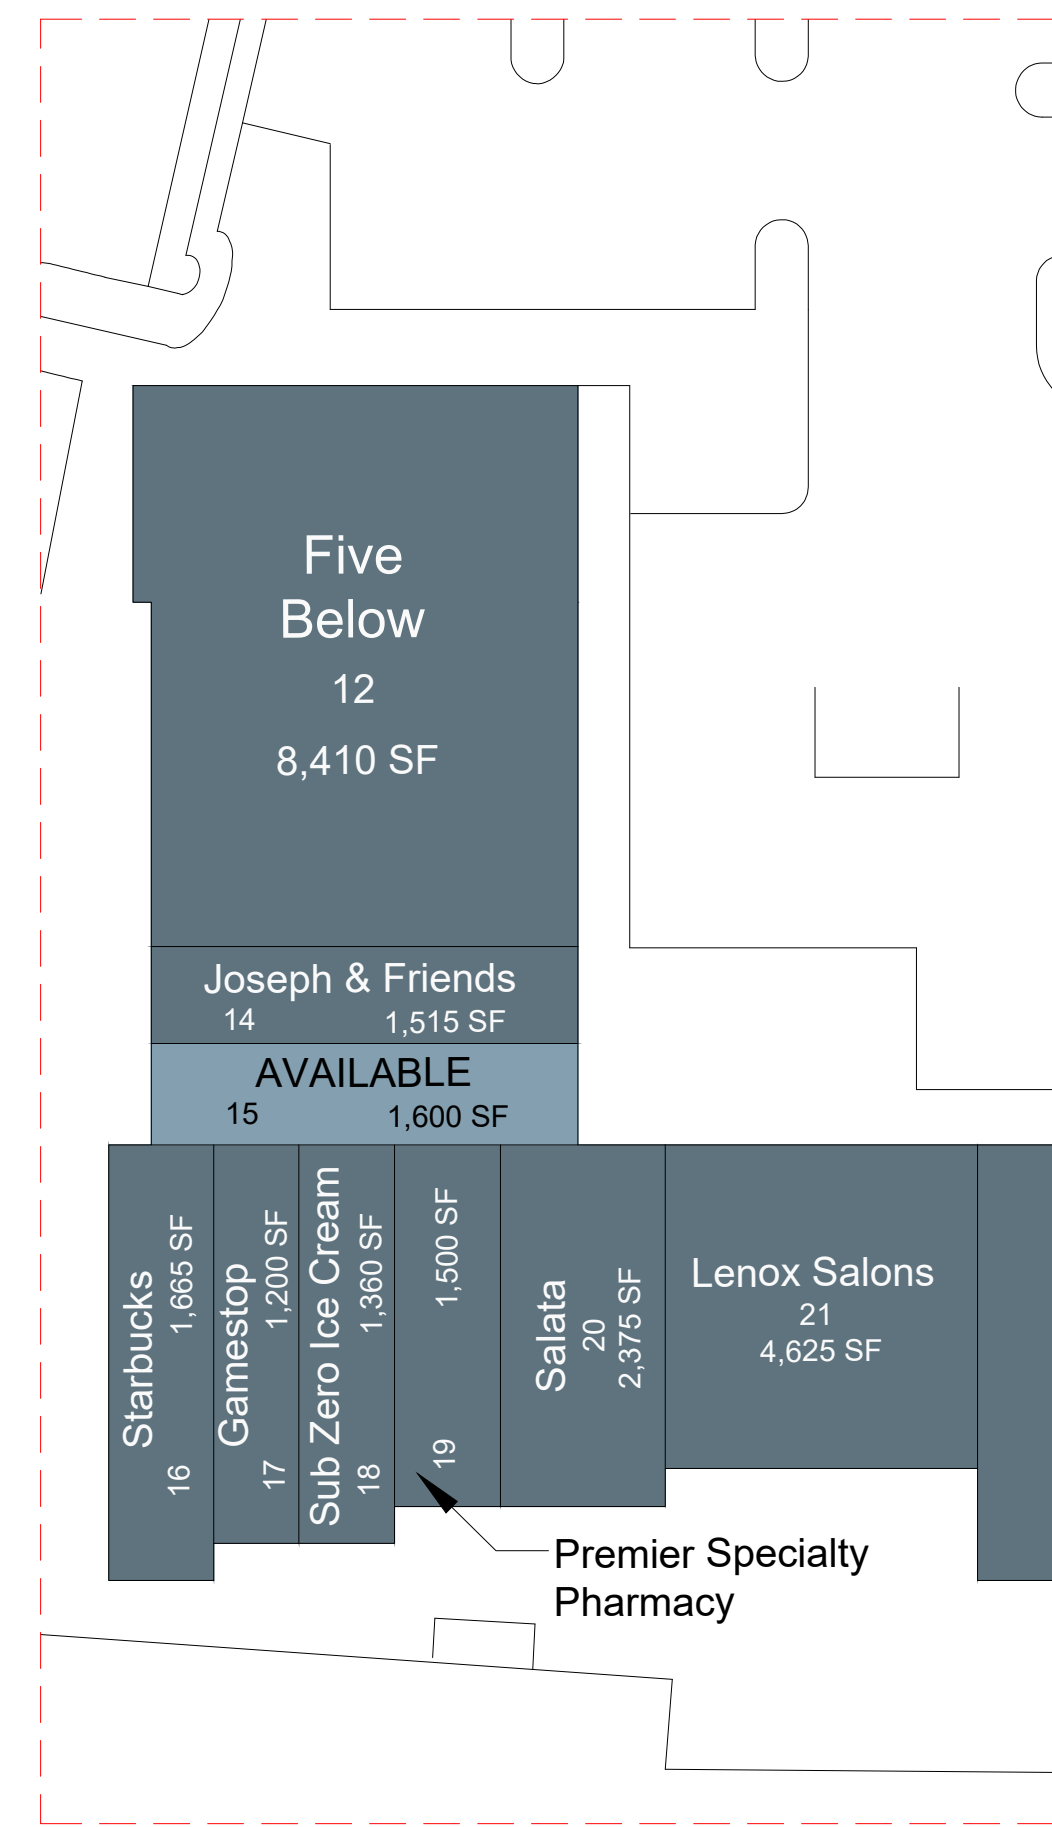 Five
Below
12
8,410 SF
Joseph & Friends
14 1,515 SF
AVAILABLE
15 1,600 SF
Starbucks
16 1,665 SF
Gamestop
17 1,200 SF
Sub Zero Ice Cream
18 1,360 SF
19 1,500 SF
Salata
20
2,375 SF
Lenox Salons
21
4,625 SF
Premier Specialty
Pharmacy